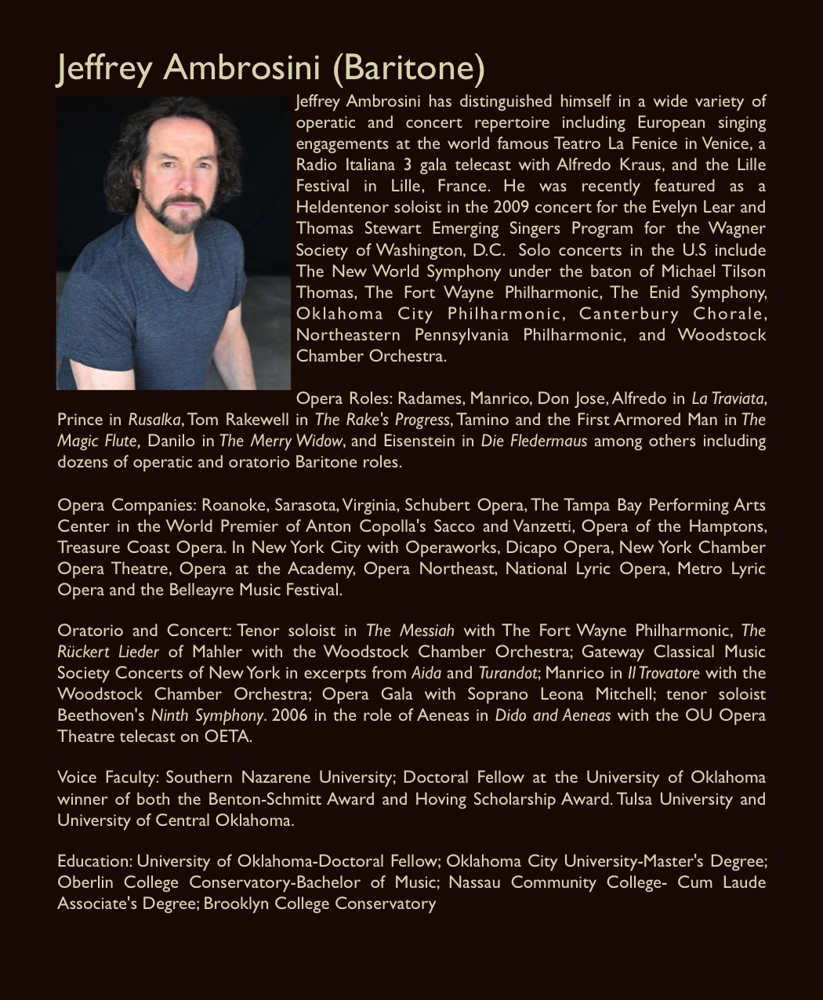 Jeffrey Ambrosini (Baritone)
Jeffrey Ambrosini has distinguished himself in a wide variety of
operatic and concert repertoire including European singing
engagements at the world famous Teatro La Fenice in Venice, a
Radio Italiana 3 gala telecast with Alfredo Kraus, and the Lille
Festival in Lille, France. He was recently featured as a
Heldentenor soloist in the 2009 concert for the Evelyn Lear and
Thomas Stewart Emerging Singers Program for the Wagner
Society of Washington, D.C. Solo concerts in the U.S include
The New World Symphony under the baton of Michael Tilson
Thomas, The Fort Wayne Philharmonic, The Enid Symphony,
Oklahoma City Philharmonic, Canterbury Chorale,
Northeastern Pennsylvania Philharmonic, and Woodstock
Chamber Orchestra.
Opera Roles: Radames, Manrico, Don Jose, Alfredo in La Traviata,
Prince in Rusalka, Tom Rakewell in The Rake's Progress, Tamino and the First Armored Man in The
Magic Flute, Danilo in The Merry Widow, and Eisenstein in Die Fledermaus among others including
dozens of operatic and oratorio Baritone roles.
Opera Companies: Roanoke, Sarasota, Virginia, Schubert Opera, The Tampa Bay Performing Arts
Center in the World Premier of Anton Copolla's Sacco and Vanzetti, Opera of the Hamptons,
Treasure Coast Opera. In New York City with Operaworks, Dicapo Opera, New York Chamber
Opera Theatre, Opera at the Academy, Opera Northeast, National Lyric Opera, Metro Lyric
Opera and the Belleayre Music Festival.
Oratorio and Concert: Tenor soloist in The Messiah with The Fort Wayne Philharmonic, The
Rückert Lieder of Mahler with the Woodstock Chamber Orchestra; Gateway Classical Music
Society Concerts of New York in excerpts from Aida and Turandot; Manrico in Il Trovatore with the
Woodstock Chamber Orchestra; Opera Gala with Soprano Leona Mitchell; tenor soloist
Beethoven's Ninth Symphony. 2006 in the role of Aeneas in Dido and Aeneas with the OU Opera
Theatre telecast on OETA.
Voice Faculty: Southern Nazarene University; Doctoral Fellow at the University of Oklahoma
winner of both the Benton-Schmitt Award and Hoving Scholarship Award. Tulsa University and
University of Central Oklahoma.
Education: University of Oklahoma-Doctoral Fellow; Oklahoma City University-Master's Degree;
Oberlin College Conservatory-Bachelor of Music; Nassau Community College- Cum Laude
Associate's Degree; Brooklyn College Conservatory